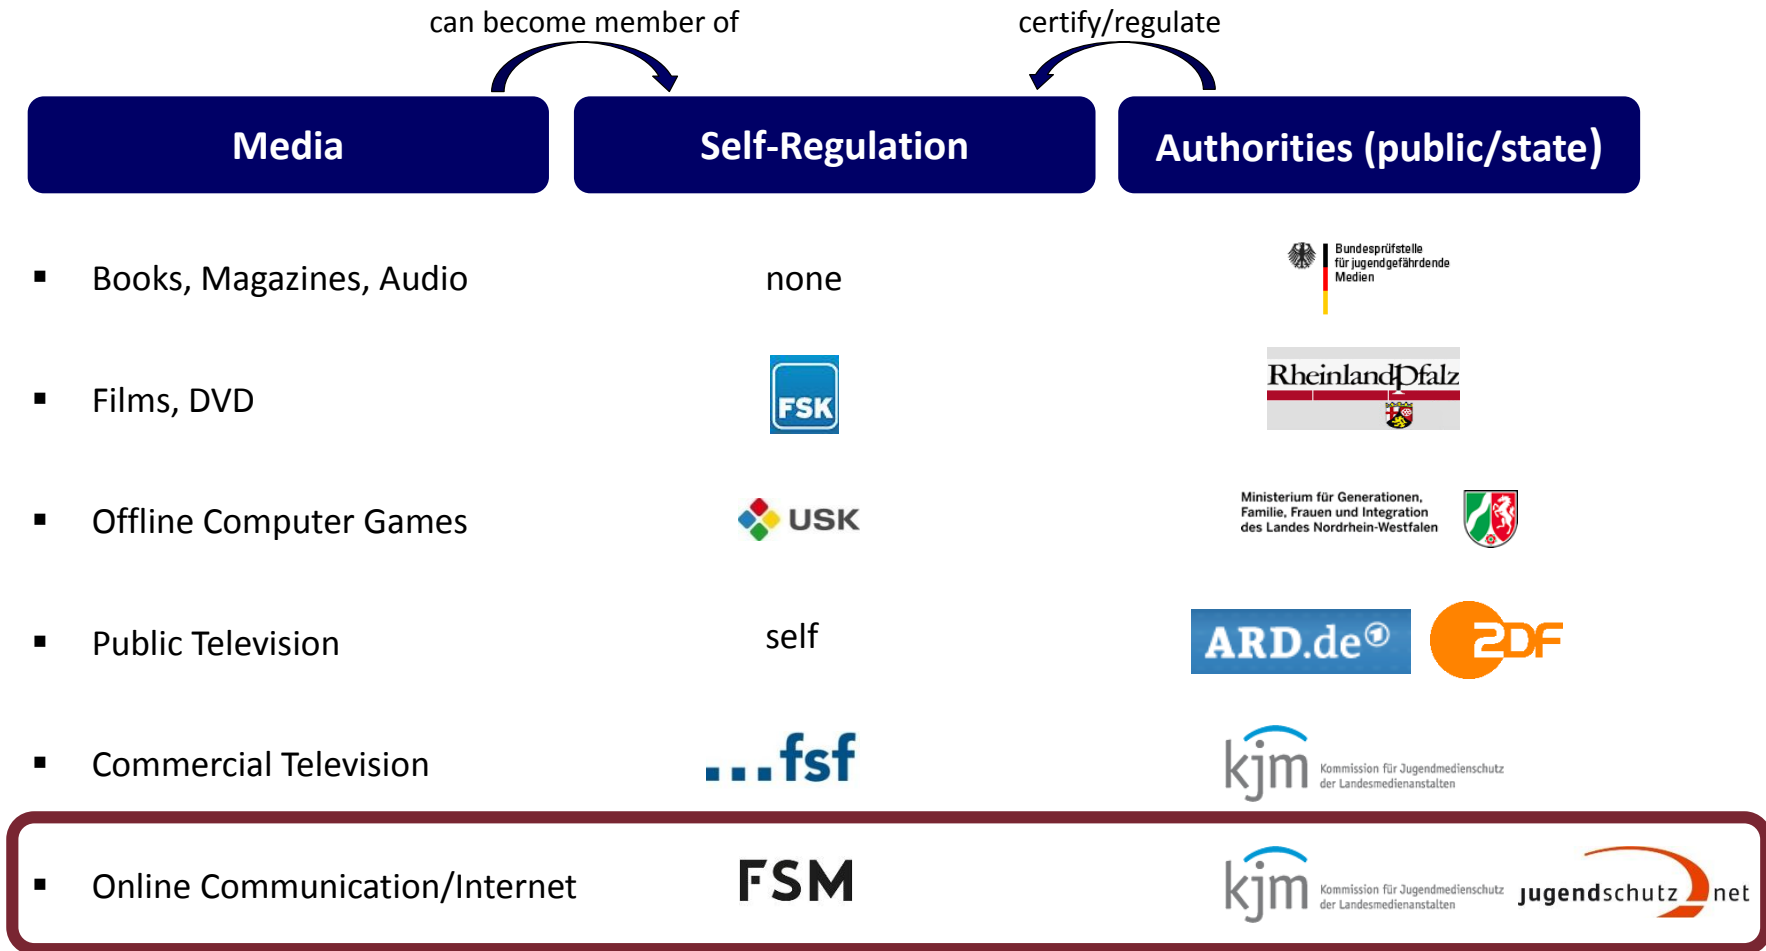 can become member of
certify/regulate
Media
Self-Regulation
Authorities (public/state)
▪ Books, Magazines, Audio
none
Bundesprüfstelle
für jugendgefährdende
Medien
▪ Films, DVD
FSK
RheinlandPfalz
▪ Offline Computer Games
USK
Ministerium für Generationen,
Familie, Frauen und Integration
des Landes Nordrhein-Westfalen
▪ Public Television
self
ARD.de
ZDF
▪ Commercial Television
...fsf
kjm
Kommission für Jugendmedienschutz
der Landesmedienanstalten
▪ Online Communication/Internet
FSM
kjm
Kommission für Jugendmedienschutz
der Landesmedienanstalten
jugendschutz net